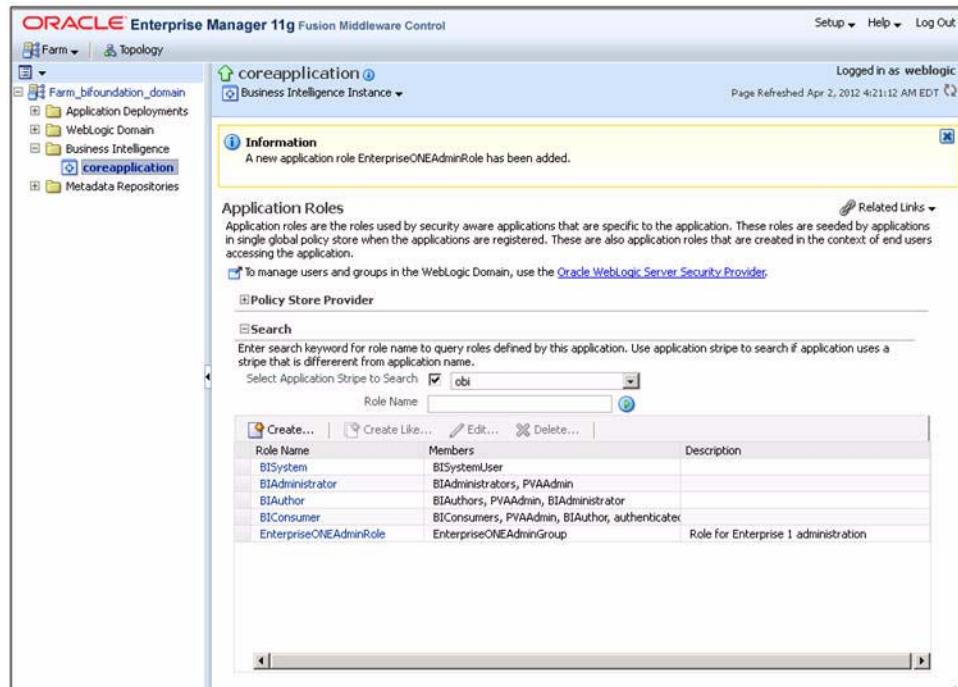 ORACLE Enterprise Manager 11g Fusion Middleware Control
Setup Help Log Out
Farm Topology
Farm_bifoundation_domain
Application Deployments
WebLogic Domain
Business Intelligence
coreapplication
Metadata Repositories
coreapplication
Logged in as weblogic
Business Intelligence Instance
Page Refreshed Apr 2, 2012 4:21:12 AM EDT
Information
A new application role EnterpriseONEAdminRole has been added.
Application Roles
Related Links
Application roles are the roles used by security aware applications that are specific to the application. These roles are seeded by applications
in single global policy store when the applications are registered. These are also application roles that are created in the context of end users
accessing the application.
To manage users and groups in the WebLogic Domain, use the Oracle WebLogic Server Security Provider.
Policy Store Provider
Search
Enter search keyword for role name to query roles defined by this application. Use application stripe to search if application uses a
stripe that is differerent from application name.
Select Application Stripe to Search obi
Role Name
Create... Create Like... Edit... Delete...
Role Name Members Description
BISystem BISystemUser
BIAdministrator BIAdministrators, PVAAdmin
BIAuthor BIAuthors, PVAAdmin, BIAdministrator
BIConsumer BIConsumers, PVAAdmin, BIAuthor, authenticated
EnterpriseONEAdminRole EnterpriseONEAdminGroup Role for Enterprise 1 administration